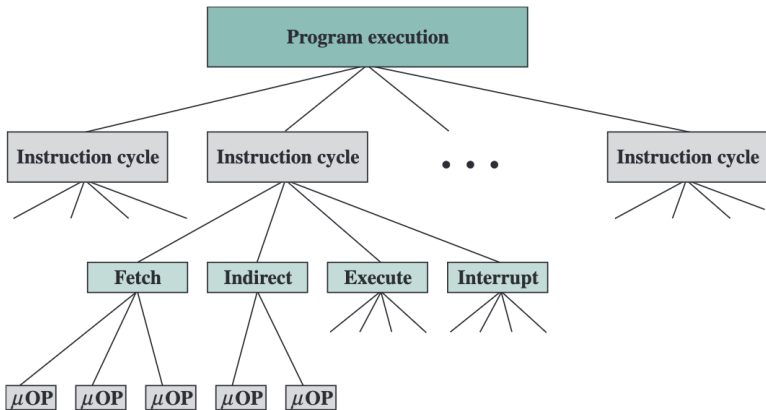 Program execution
Instruction cycle Instruction cycle • • • Instruction cycle
Fetch Indirect Execute Interrupt
μOP μOP μOP μOP μOP